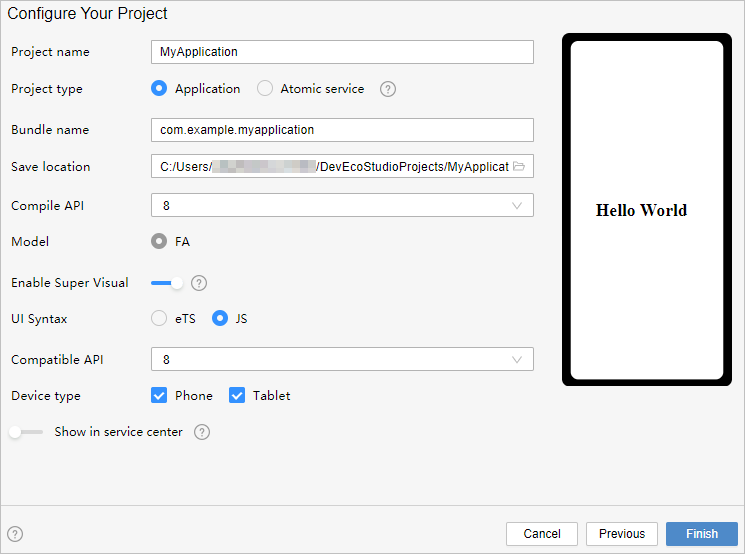 Configure Your Project
Project name MyApplication
Project type Application Atomic service ?
Bundle name com.example.myapplication
Save location C:/Users/ /DevEcoStudioProjects/MyApplicat
Compile API 8
Model FA
Enable Super Visual ?
UI Syntax eTS JS
Compatible API 8
Device type Phone Tablet
Show in service center ?
Hello World
? Cancel Previous Finish